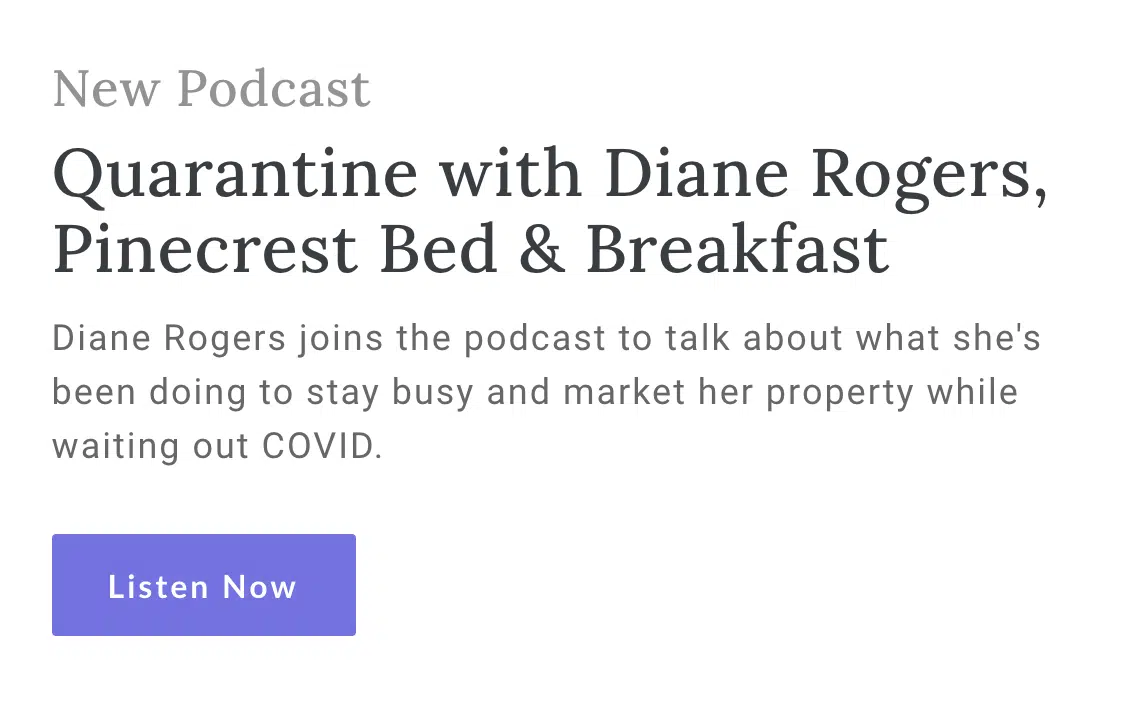 New Podcast
Quarantine with Diane Rogers,
Pinecrest Bed & Breakfast
Diane Rogers joins the podcast to talk about what she's
been doing to stay busy and market her property while
waiting out COVID.
Listen Now